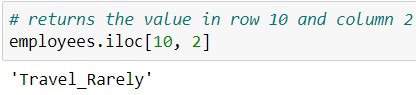 # returns the value in row 10 and column 2
employees.iloc[10, 2]
'Travel_Rarely'